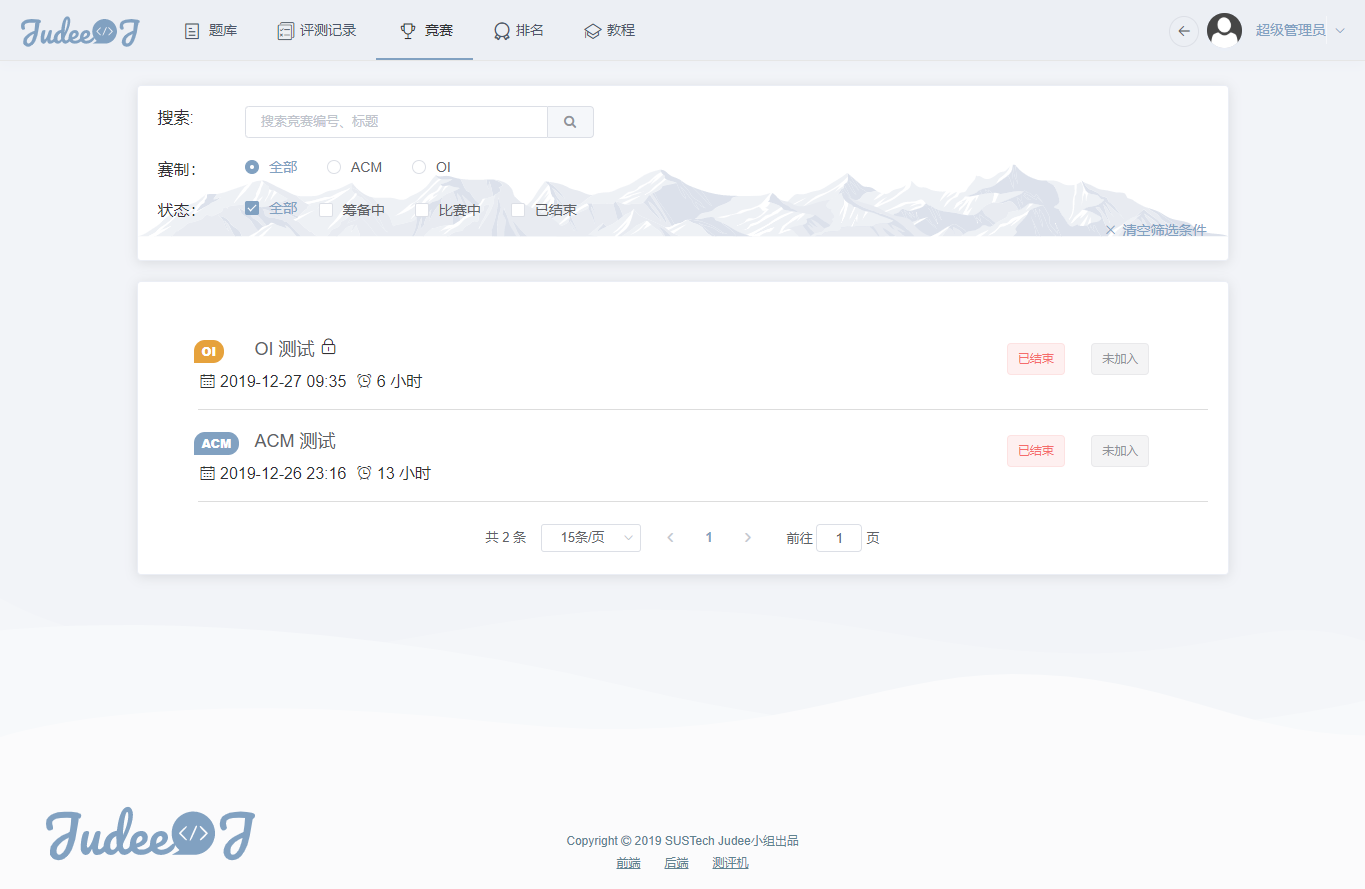 Judee</>J 题库 评测记录 竞赛 排名 教程 超级管理员
搜索: 搜索竞赛编号、标题
赛制: 全部 ACM OI
状态: 全部 筹备中 比赛中 已结束
清空筛选条件
OI OI 测试 已结束 未加入
2019-12-27 09:35 6 小时
ACM ACM 测试 已结束 未加入
2019-12-26 23:16 13 小时
共 2 条 15条/页 1 前往 1 页
Judee</>J
Copyright © 2019 SUSTech Judee小组出品
前端 后端 测评机